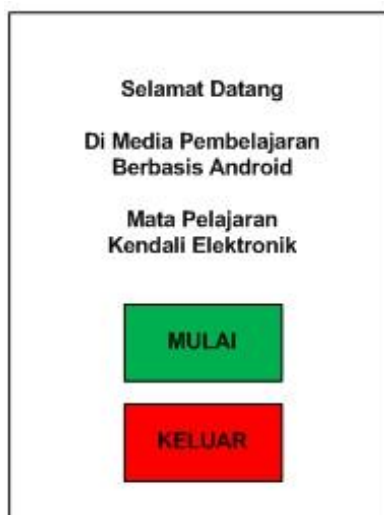 Selamat Datang
Di Media Pembelajaran
Berbasis Android
Mata Pelajaran
Kendali Elektronik
MULAI
KELUAR